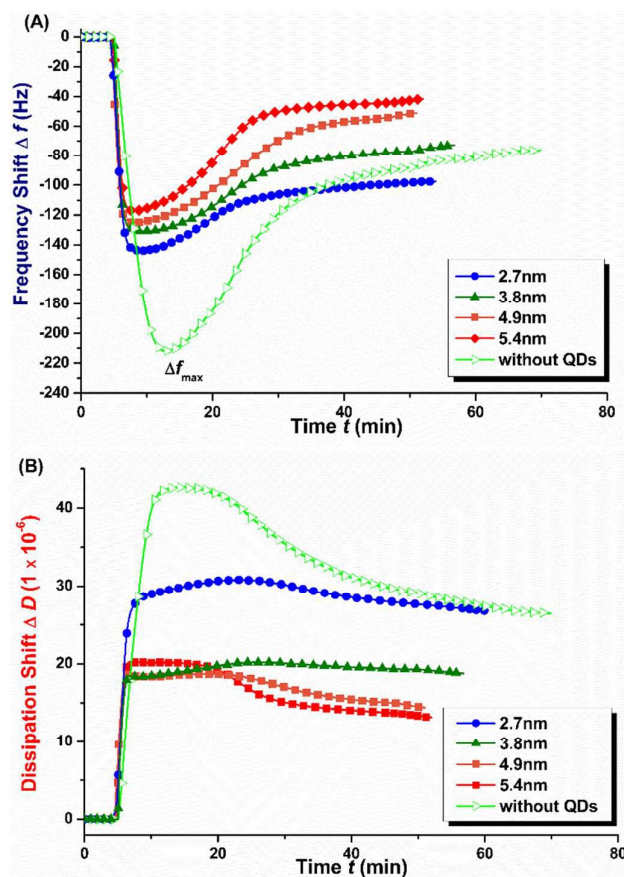 (A)
0
-20
-40
-60
-80
-100
-120
-140
-160
-180
-200
-220
-240
Frequency Shift Δ f (Hz)
Δfmax
2.7nm
3.8nm
4.9nm
5.4nm
without QDs
0 20 40 60 80
Time t (min)
(B)
40
30
20
10
0
Dissipation Shift Δ D (1 x 10-6)
2.7nm
3.8nm
4.9nm
5.4nm
without QDs
0 20 40 60 80
Time t (min)